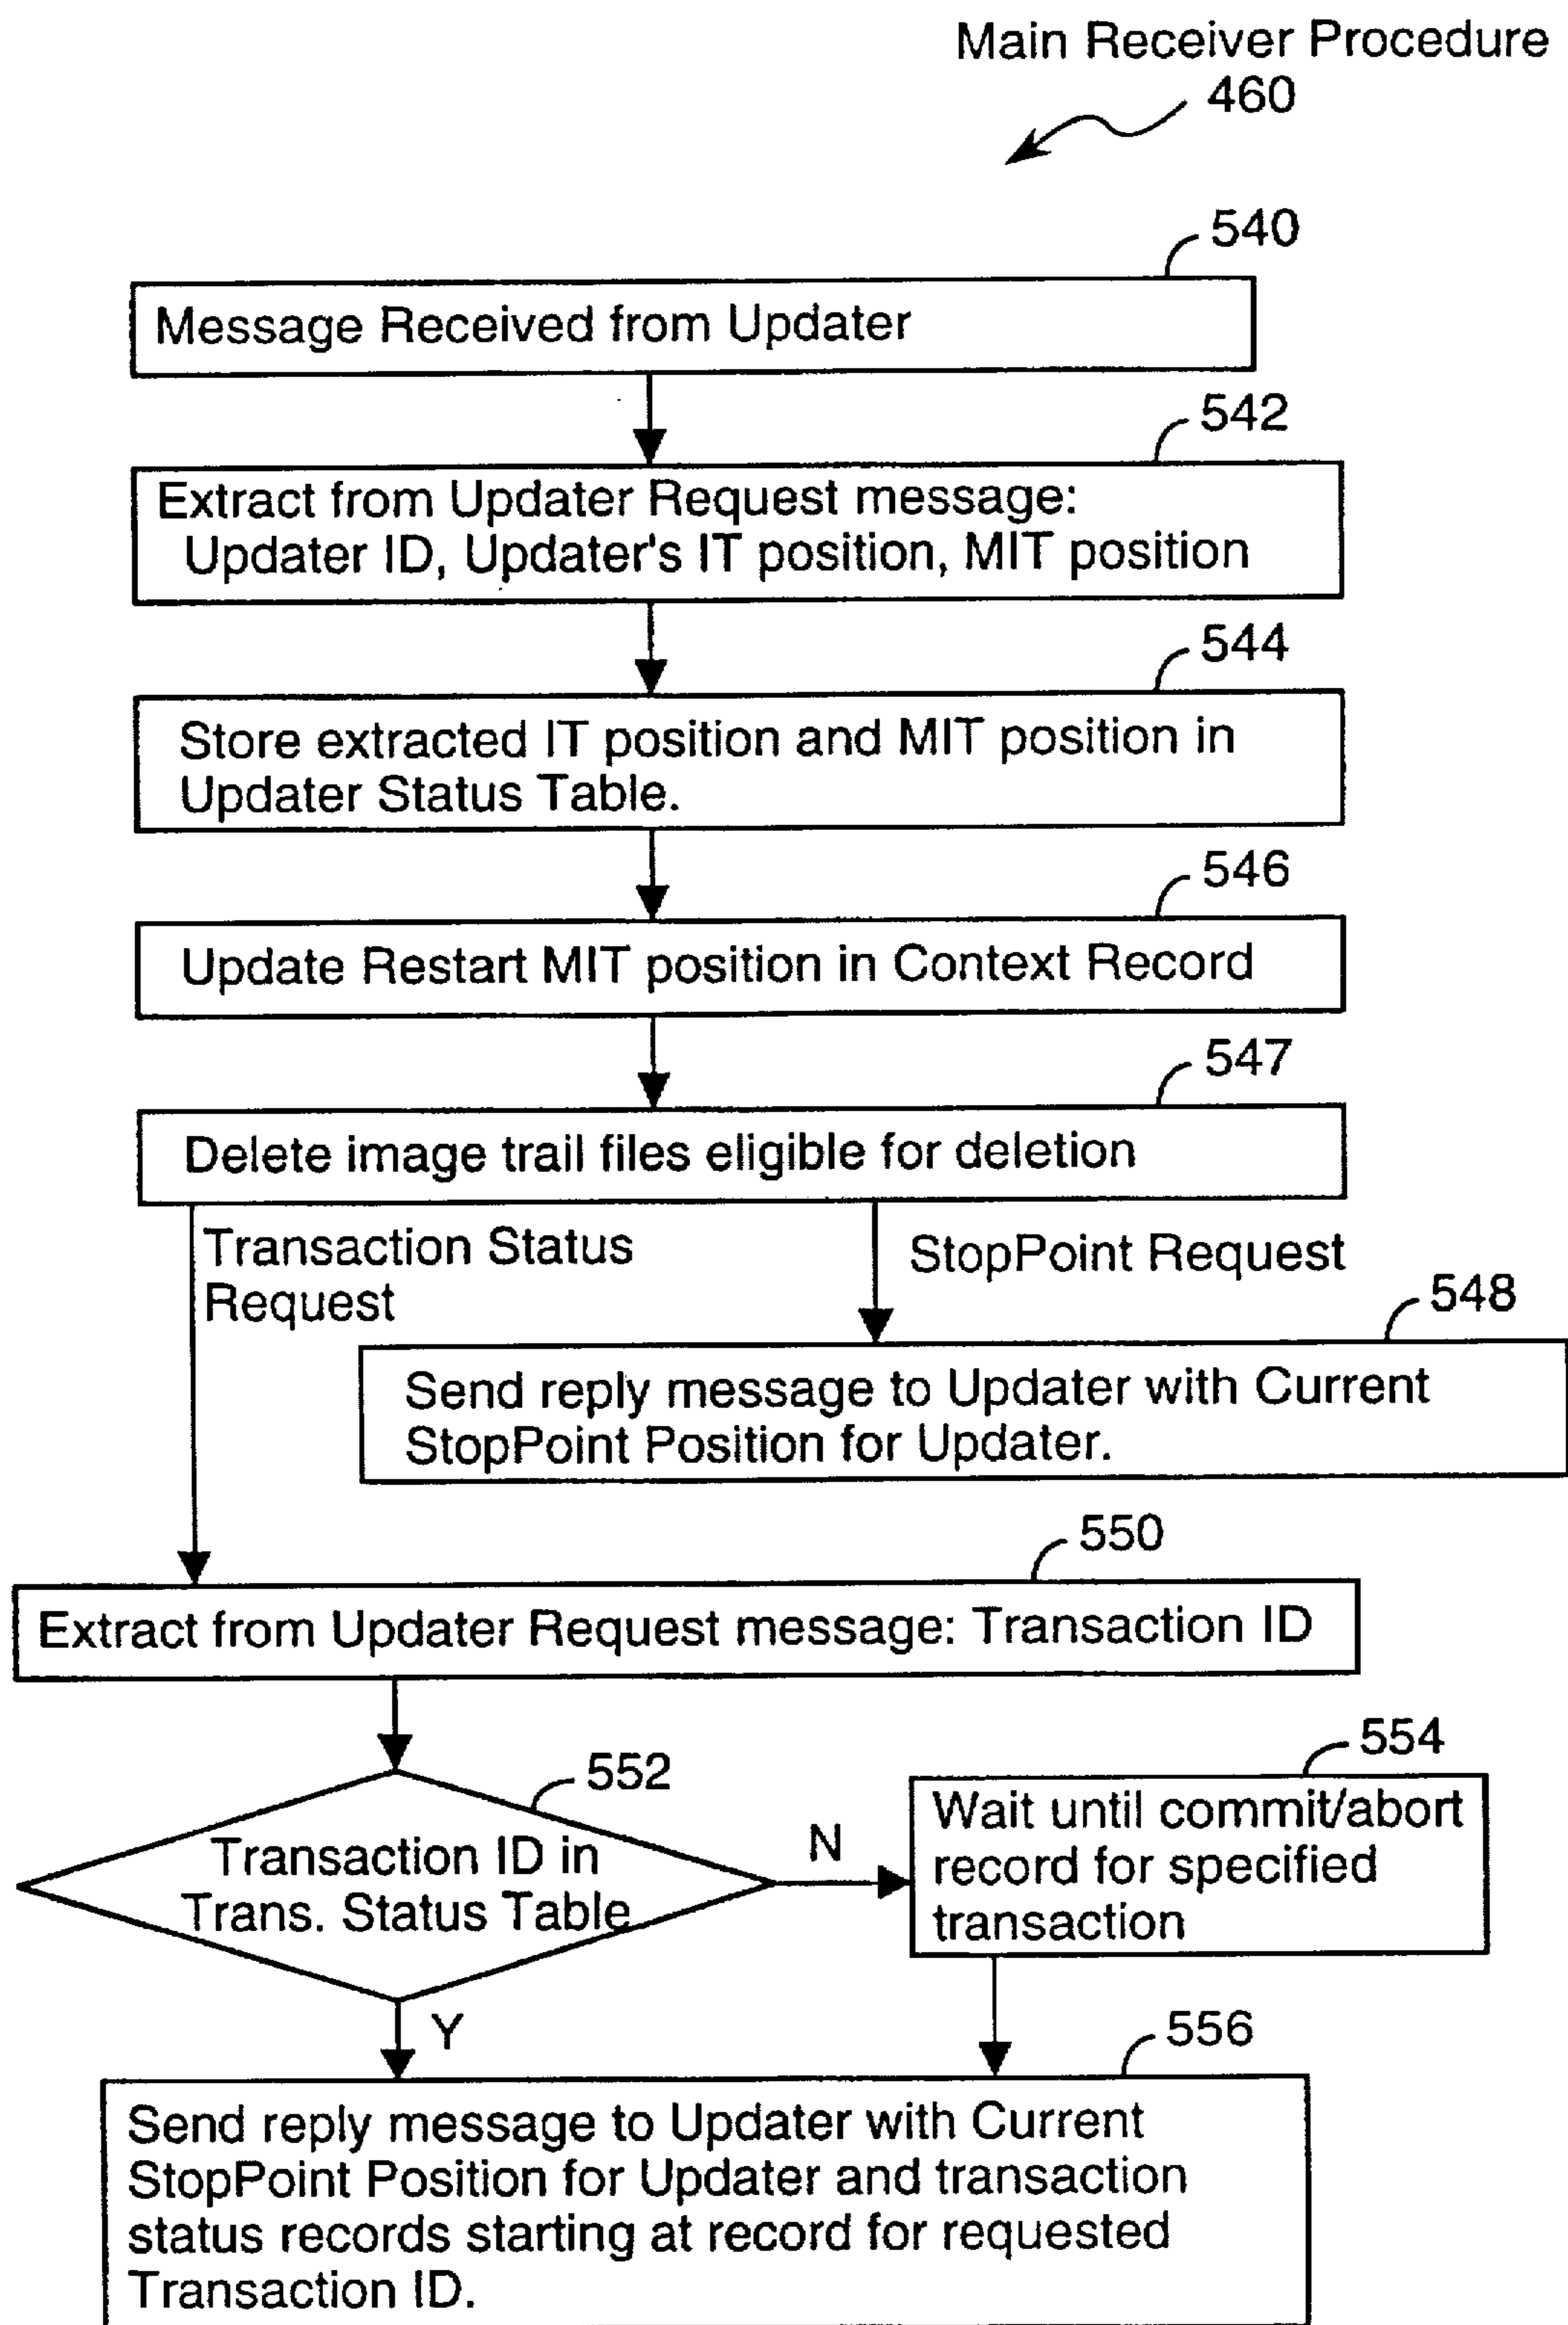 Main Receiver Procedure
460
540
Message Received from Updater
542
Extract from Updater Request message:
Updater ID, Updater's IT position, MIT position
544
Store extracted IT position and MIT position in
Updater Status Table.
546
Update Restart MIT position in Context Record
547
Delete image trail files eligible for deletion
Transaction Status
Request
StopPoint Request
548
Send reply message to Updater with Current
StopPoint Position for Updater.
550
Extract from Updater Request message: Transaction ID
552
Transaction ID in
Trans. Status Table
N
554
Wait until commit/abort
record for specified
transaction
Y
556
Send reply message to Updater with Current
StopPoint Position for Updater and transaction
status records starting at record for requested
Transaction ID.